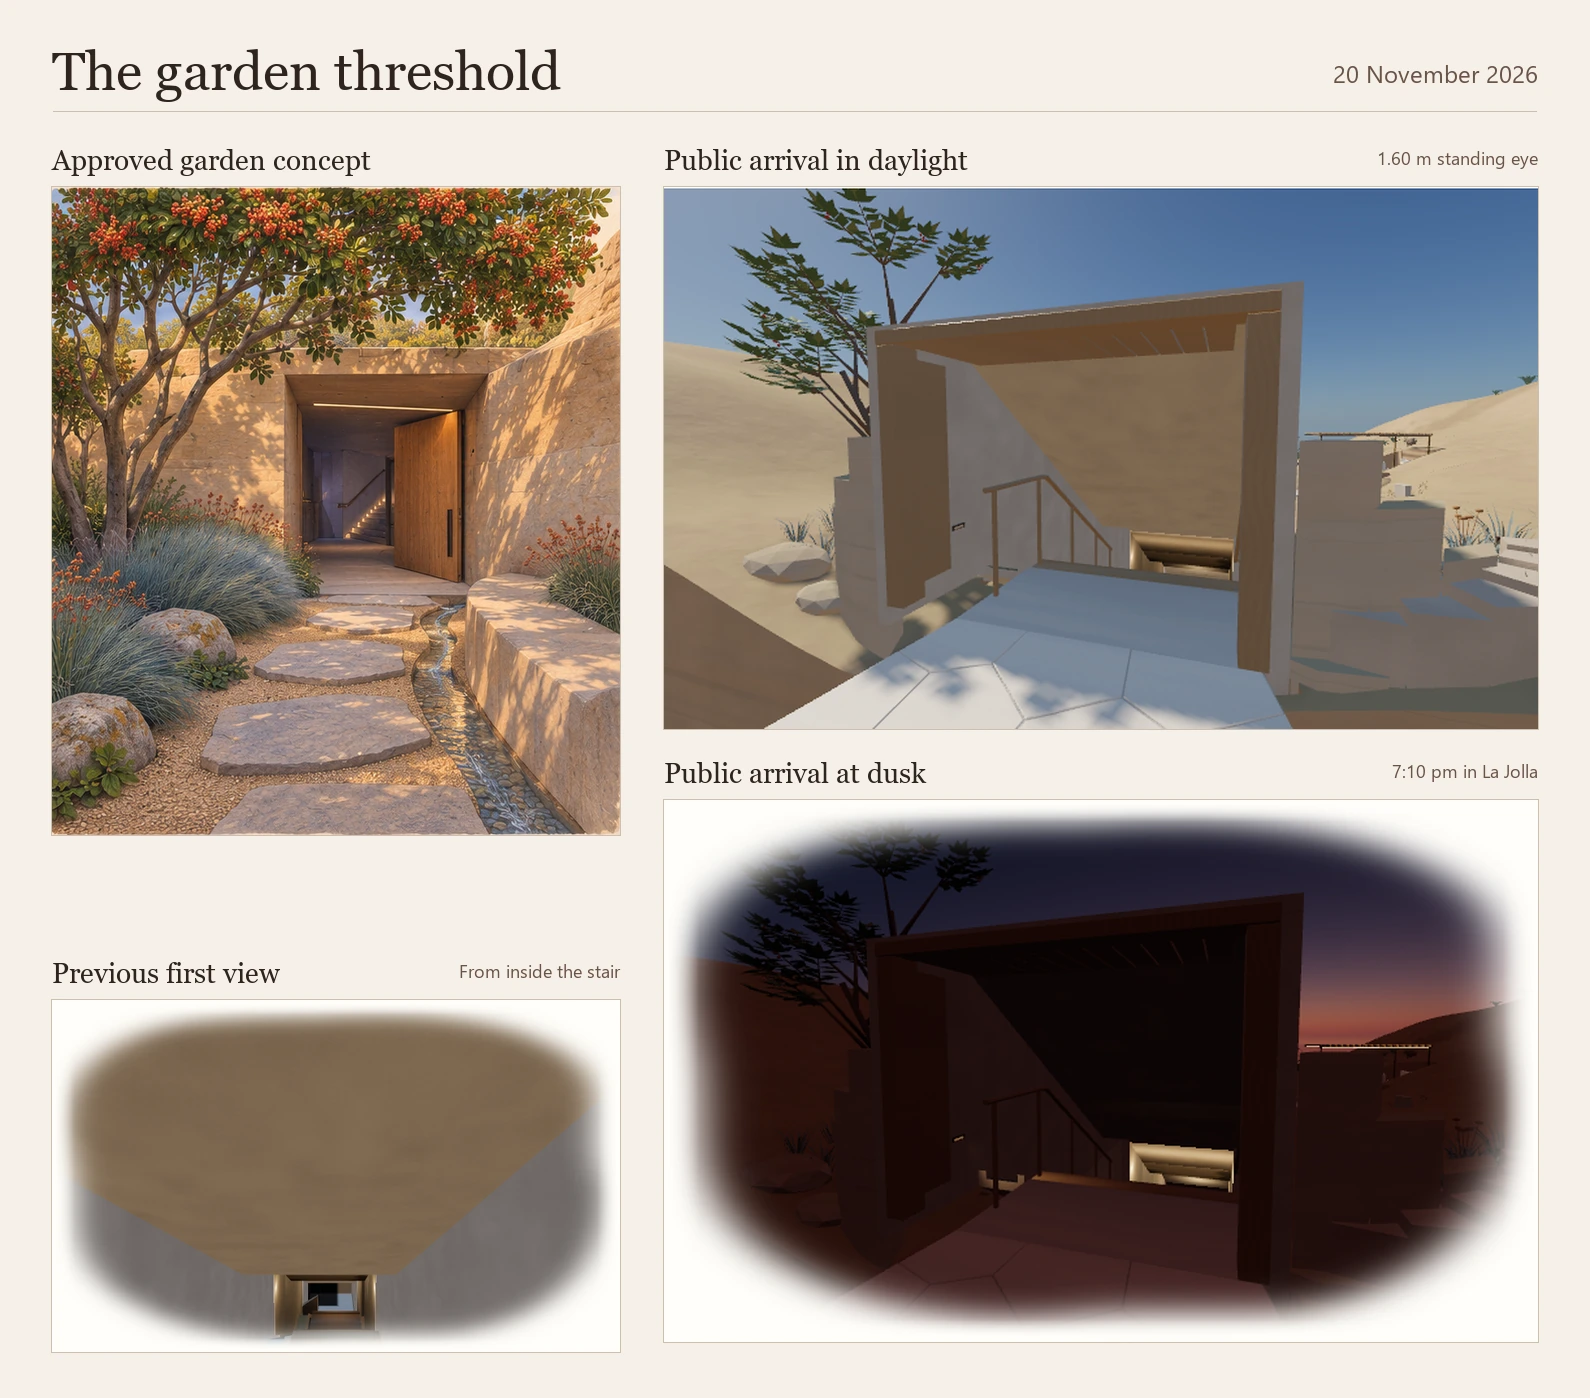 The garden threshold
20 November 2026
Approved garden concept
Public arrival in daylight
1.60 m standing eye
Public arrival at dusk
7:10 pm in La Jolla
Previous first view
From inside the stair